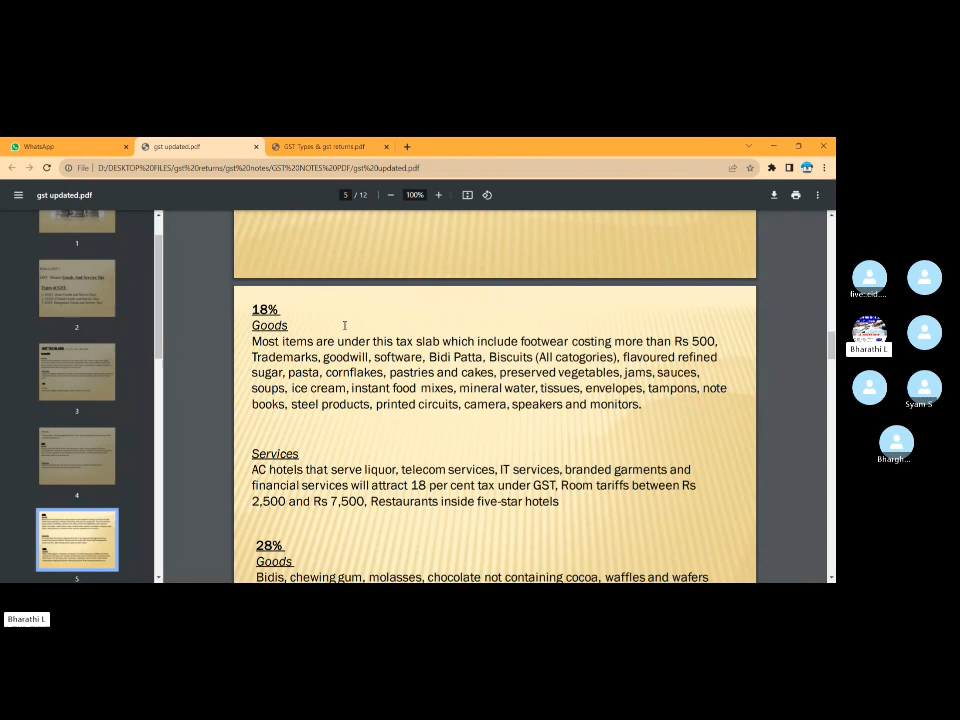 WhatsApp
gst updated.pdf
GST Types & gst returns.pdf
File
D:/DESKTOP%20FILES/gst%20returns/gst%20notes/GST%20NOTES%20PDF/gst%20updated.pdf
gst updated.pdf
5 / 12
100%
1
2
3
4
5
18%
Goods
Most items are under this tax slab which include footwear costing more than Rs 500,
Trademarks, goodwill, software, Bidi Patta, Biscuits (All catogories), flavoured refined
sugar, pasta, cornflakes, pastries and cakes, preserved vegetables, jams, sauces,
soups, ice cream, instant food mixes, mineral water, tissues, envelopes, tampons, note
books, steel products, printed circuits, camera, speakers and monitors.
Services
AC hotels that serve liquor, telecom services, IT services, branded garments and
financial services will attract 18 per cent tax under GST, Room tariffs between Rs
2,500 and Rs 7,500, Restaurants inside five-star hotels
28%
Goods
Bidis, chewing gum, molasses, chocolate not containing cocoa, waffles and wafers
Bharathi L
Syam S
Bhargh...
Bharathi L